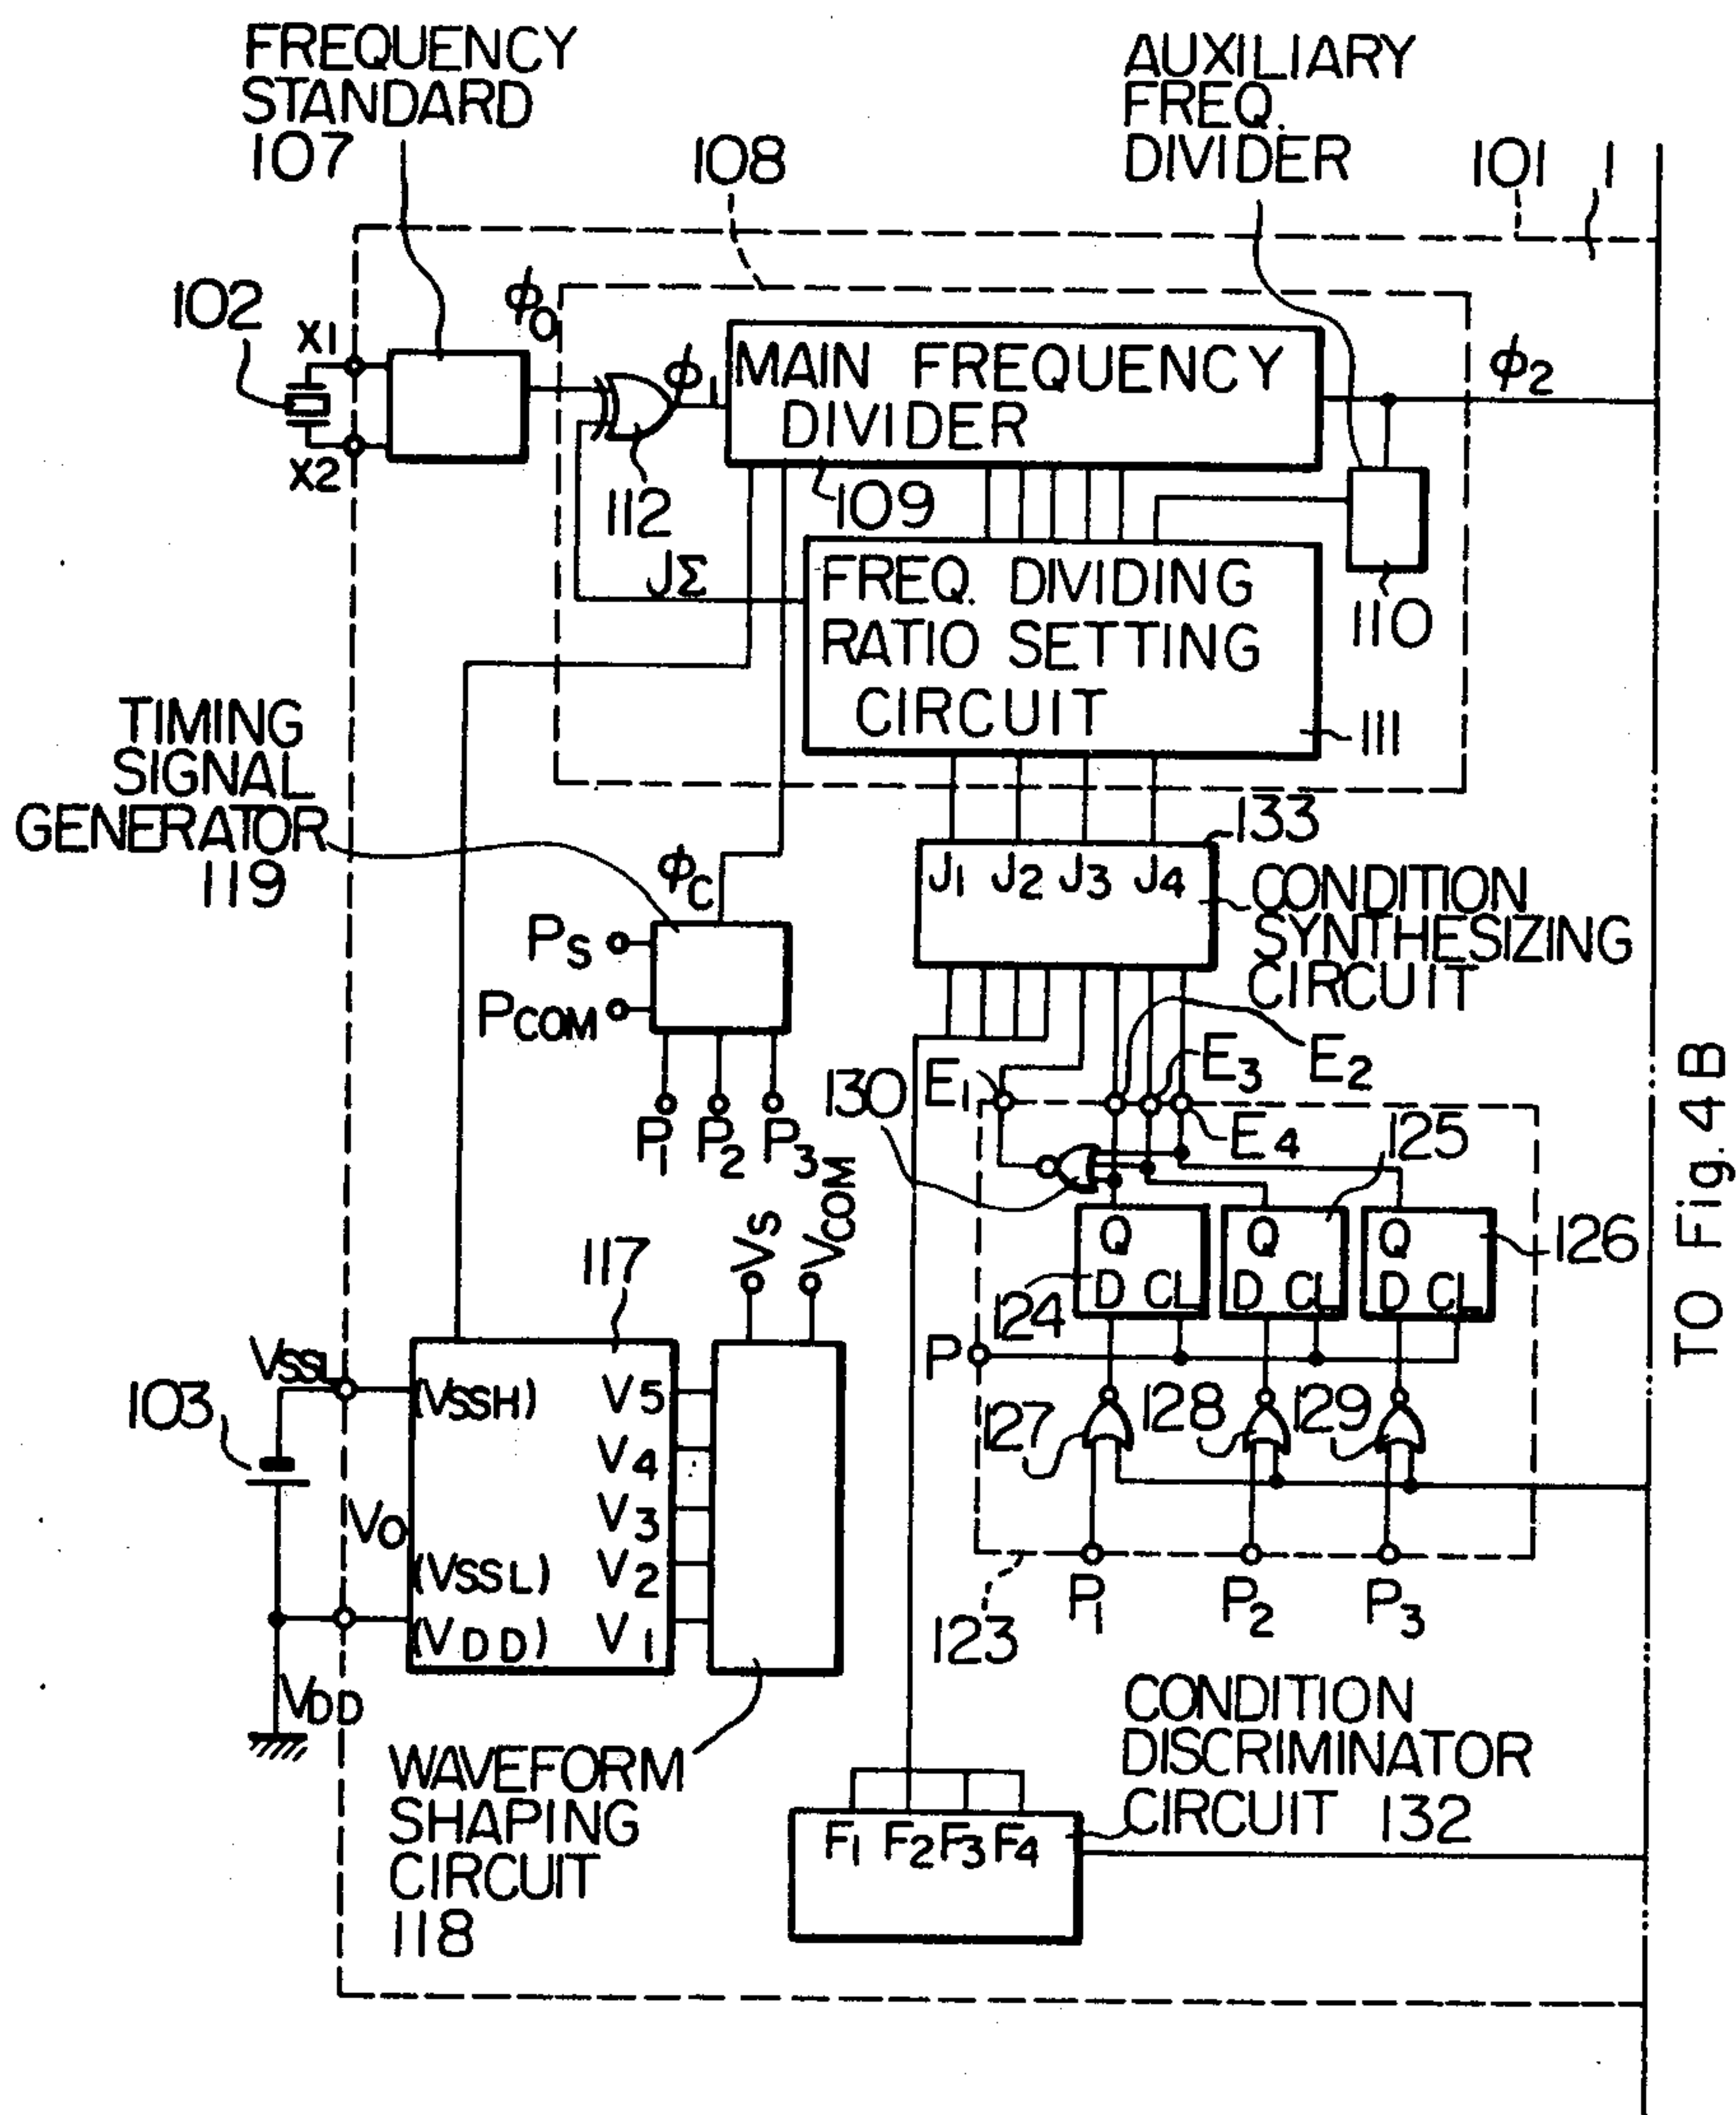 FREQUENCY
STANDARD
107
AUXILIARY
FREQ.
DIVIDER
108
101
1
102
X1
X2
ϕ0
ϕ1
MAIN FREQUENCY
DIVIDER
ϕ2
112
109
110
JΣ
FREQ. DIVIDING
RATIO SETTING
CIRCUIT
111
TIMING
SIGNAL
GENERATOR
119
ϕC
133
J1 J2 J3 J4
CONDITION
SYNTHESIZING
CIRCUIT
PS
PCOM
P1 P2 P3
130
E1
E3
E2
E4
125
Q
D CL
Q
D CL
Q
D CL
126
124
P
127
128
129
P1
P2
P3
123
117
VS
VCOM
VSSL
103
(VSSH)
V5
V4
V3
V2
V1
VO
(VSSL)
(VDD)
VDD
WAVEFORM
SHAPING
CIRCUIT
118
CONDITION
DISCRIMINATOR
CIRCUIT 132
F1 F2 F3 F4
TO Fig. 4B